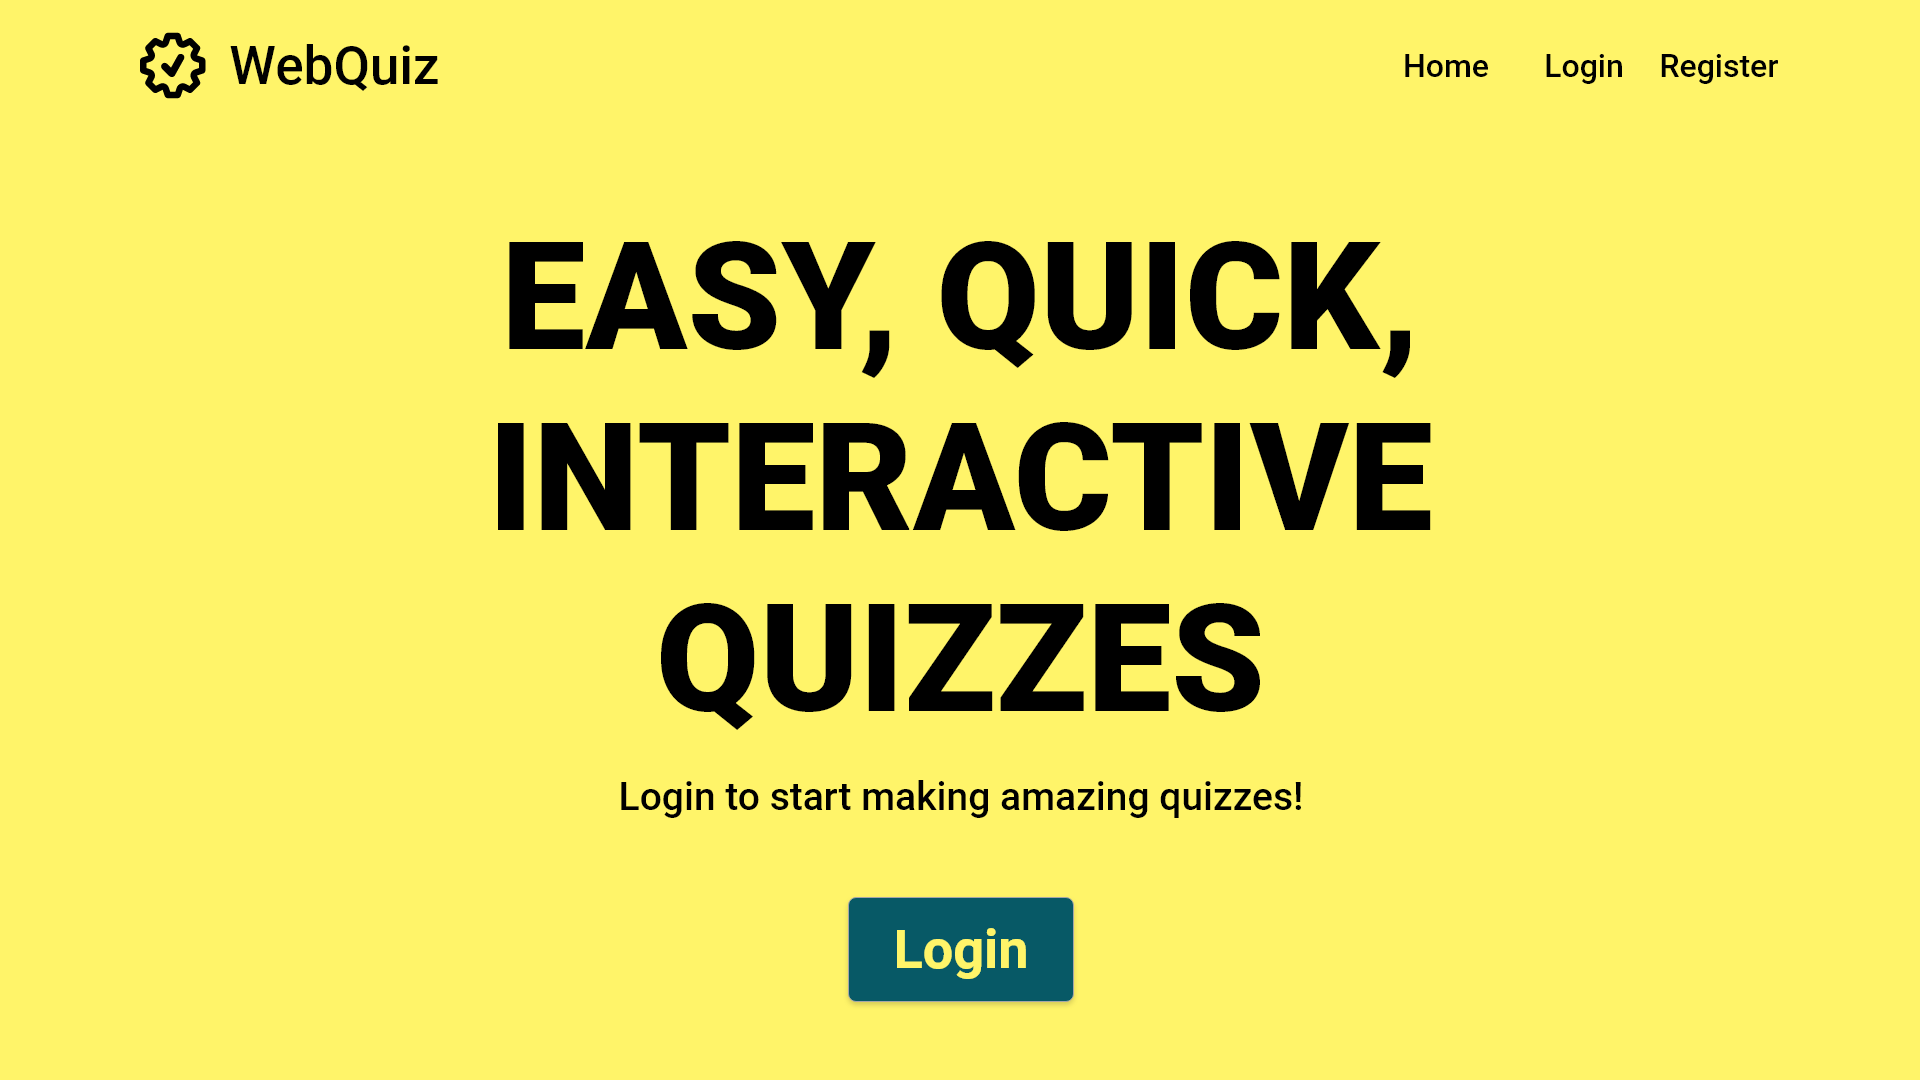 WebQuiz
Home Login Register
EASY, QUICK,
INTERACTIVE
QUIZZES
Login to start making amazing quizzes!
Login